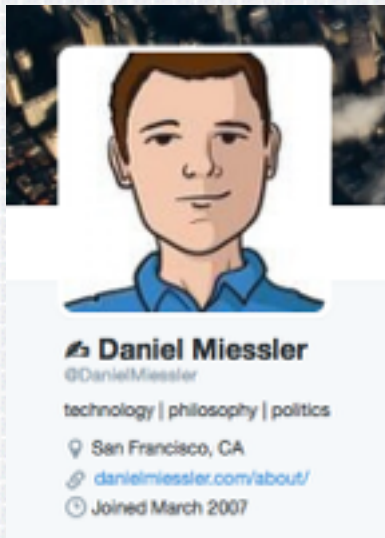 ✍ Daniel Miessler
@DanielMiessler
technology | philosophy | politics
San Francisco, CA
danielmiessler.com/about/
Joined March 2007